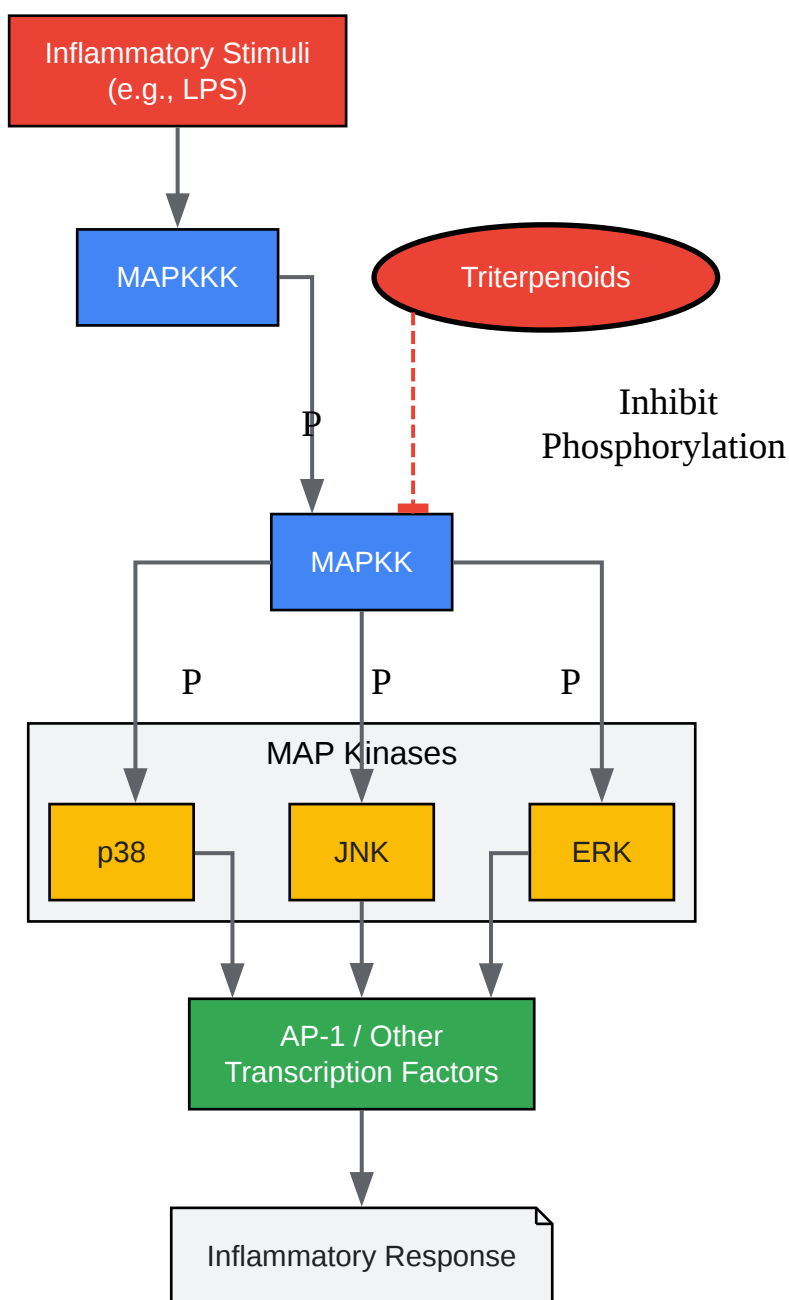 Inflammatory Stimuli
(e.g., LPS)
MAPKKK
Triterpenoids
Inhibit
Phosphorylation
P
MAPKK
P
P
P
MAP Kinases
p38
JNK
ERK
AP-1 / Other
Transcription Factors
Inflammatory Response